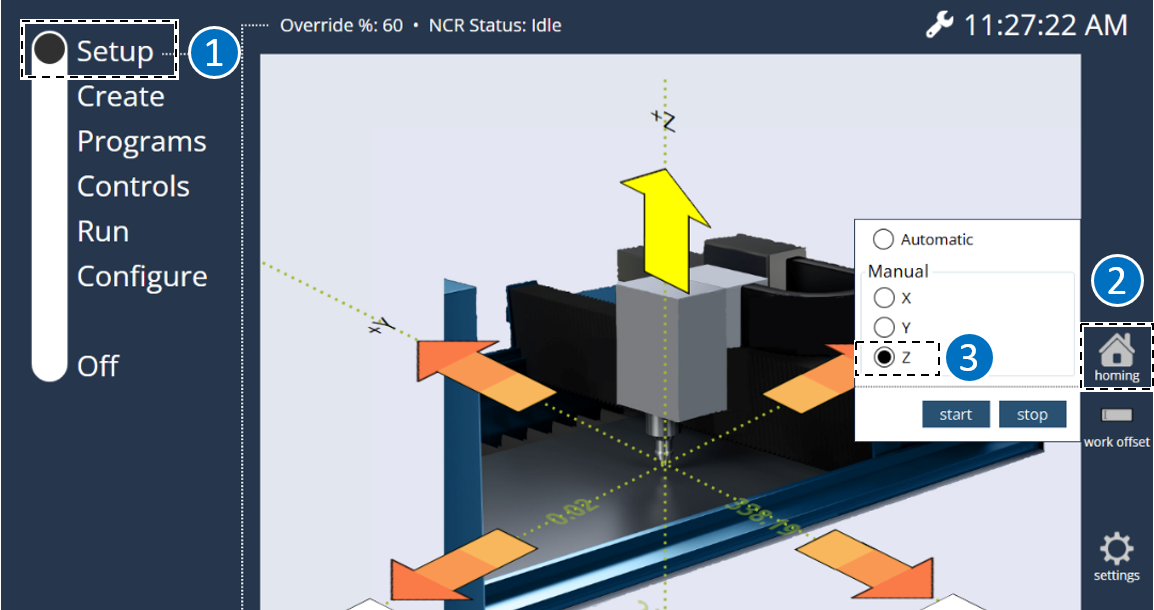 Override %: 60 • NCR Status: Idle
11:27:22 AM
Setup
1
Create
Programs
Controls
Run
Configure
Off
+Z
+Y
0.02
398.19
Automatic
Manual
X
Y
Z
3
start
stop
2
homing
work offset
settings